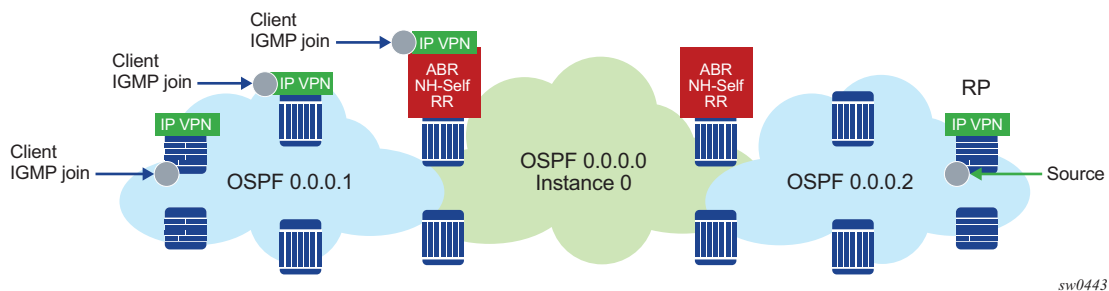 Client
IGMP join
IP VPN
ABR
NH-Self
RR
Client
IGMP join
IP VPN
Client
IGMP join
IP VPN
OSPF 0.0.0.1
OSPF 0.0.0.0
Instance 0
ABR
NH-Self
RR
OSPF 0.0.0.2
RP
IP VPN
Source
sw0443